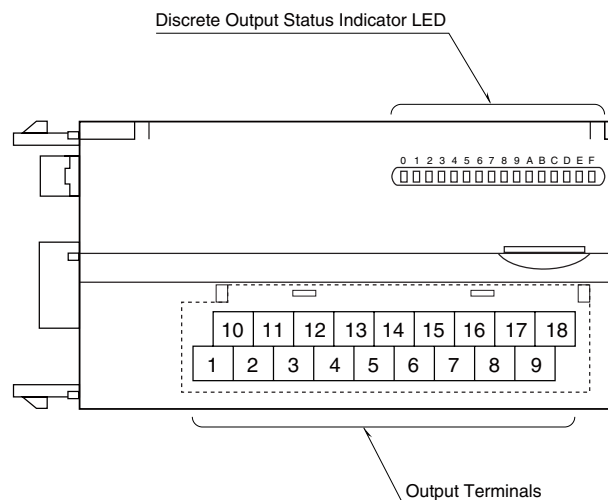 Discrete Output Status Indicator LED
0 1 2 3 4 5 6 7 8 9 A B C D E F
10 11 12 13 14 15 16 17 18
1 2 3 4 5 6 7 8 9
Output Terminals